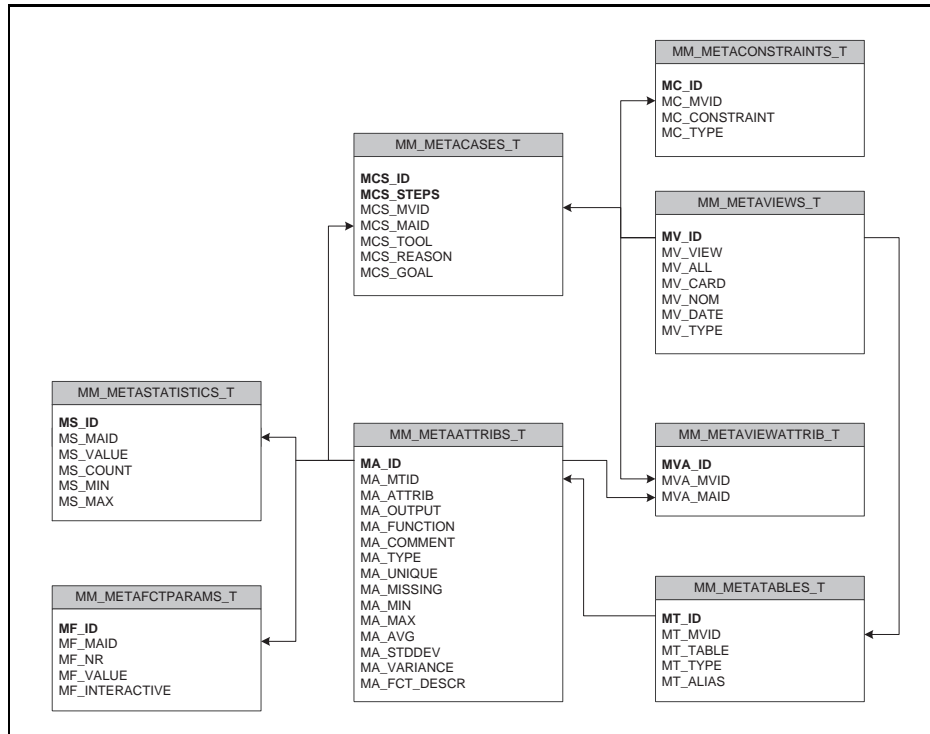 MM_METACONSTRAINTS_T
MC_ID
MC_MVID
MC_CONSTRAINT
MC_TYPE
MM_METACASES_T
MCS_ID
MCS_STEPS
MCS_MVID
MCS_MAID
MCS_TOOL
MCS_REASON
MCS_GOAL
MM_METAVIEWS_T
MV_ID
MV_VIEW
MV_ALL
MV_CARD
MV_NOM
MV_DATE
MV_TYPE
MM_METASTATISTICS_T
MS_ID
MS_MAID
MS_VALUE
MS_COUNT
MS_MIN
MS_MAX
MM_METAATTRIBS_T
MA_ID
MA_MTID
MA_ATTRIB
MA_OUTPUT
MA_FUNCTION
MA_COMMENT
MA_TYPE
MA_UNIQUE
MA_MISSING
MA_MIN
MA_MAX
MA_AVG
MA_STDDEV
MA_VARIANCE
MA_FCT_DESCR
MM_METAVIEWATTRIB_T
MVA_ID
MVA_MVID
MVA_MAID
MM_METAFCTPARAMS_T
MF_ID
MF_MAID
MF_NR
MF_VALUE
MF_INTERACTIVE
MM_METATABLES_T
MT_ID
MT_MVID
MT_TABLE
MT_TYPE
MT_ALIAS